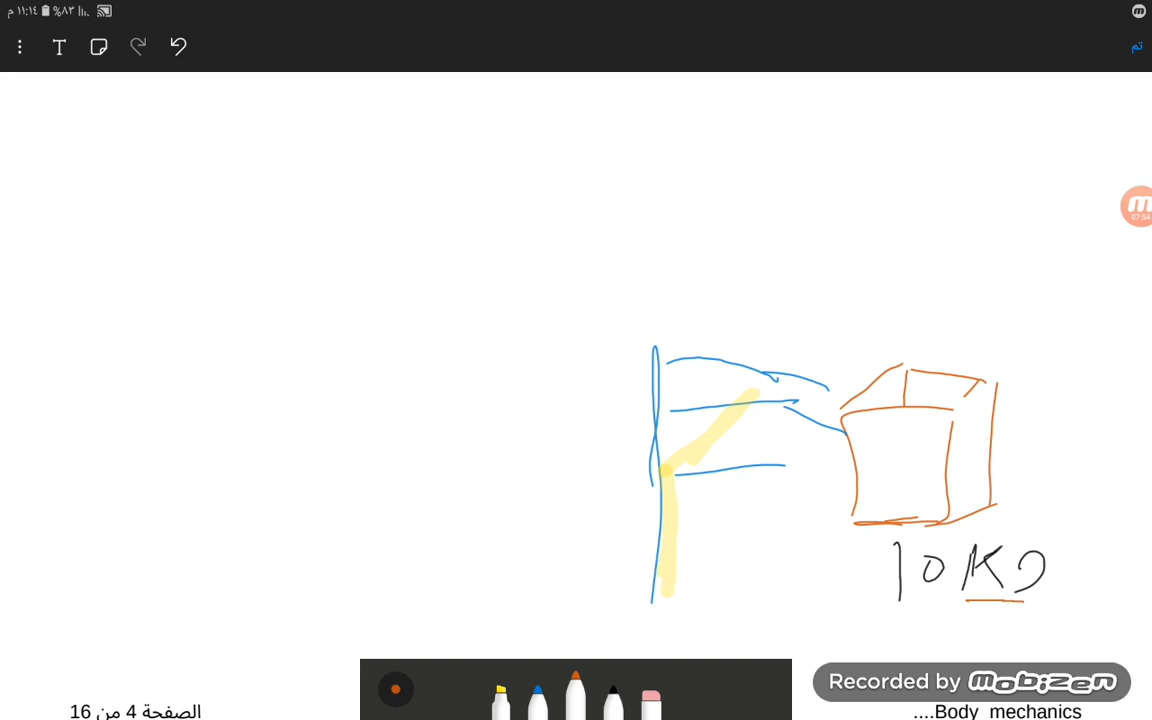 م ١١:١٤ %٨٣
T
تم
07:54
10 Kg
Recorded by mobizen
الصفحة 4 من 16
....Body mechanics